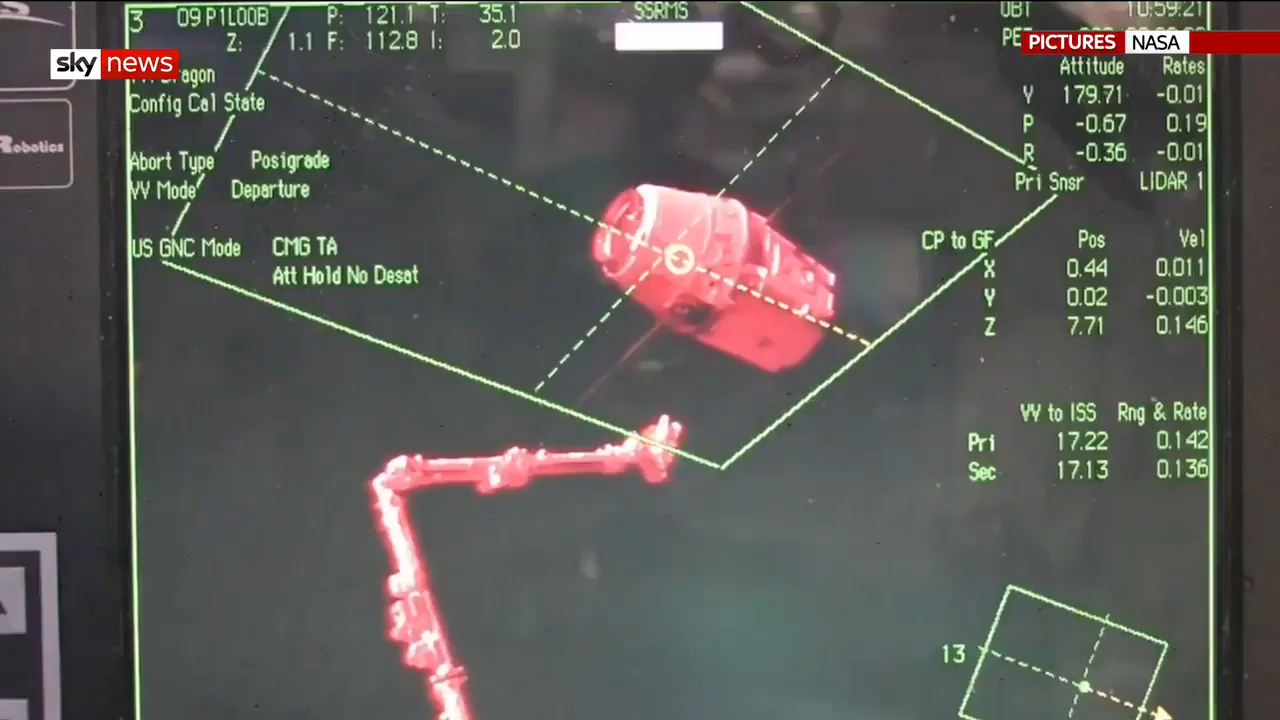 3 09 P1L00B P: 121.1 T: 35.1 SSRMS OBT 10:59:21
Z: 1.1 F: 112.8 I: 2.0
PICTURES NASA
sky news
Dragon
Config Cal State
Abort Type Posigrade
VV Mode Departure
US GNC Mode CMG TA
Att Hold No Desat
Robotics
Attitude Rates
Y 179.71 -0.01
P -0.67 0.19
R -0.36 -0.01
Pri Snsr LIDAR 1
CP to GF Pos Vel
X 0.44 0.011
Y 0.02 -0.003
Z 7.71 0.146
VV to ISS Rng & Rate
Pri 17.22 0.142
Sec 17.13 0.136
13